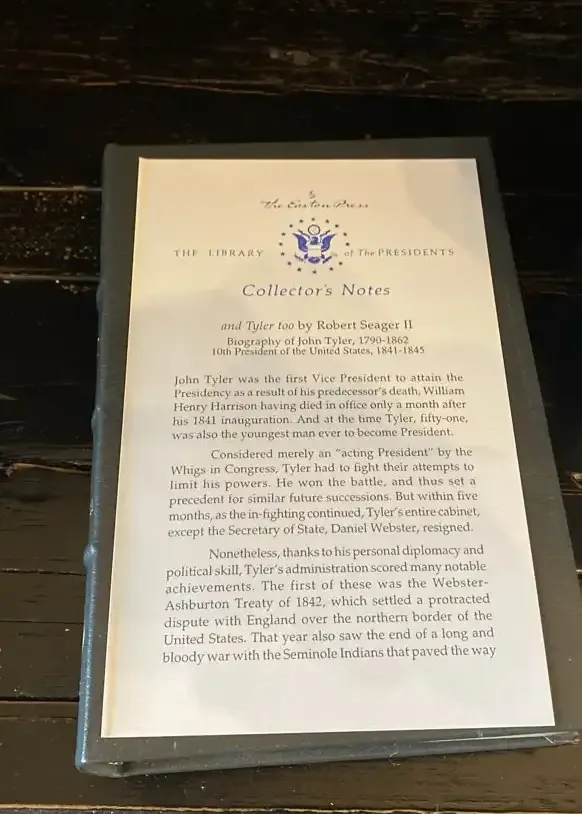 The Easton Press
THE LIBRARY of The PRESIDENTS
Collector's Notes
and Tyler too by Robert Seager II
Biography of John Tyler, 1790-1862
10th President of the United States, 1841-1845
John Tyler was the first Vice President to attain the
Presidency as a result of his predecessor's death, William
Henry Harrison having died in office only a month after
his 1841 inauguration. And at the time Tyler, fifty-one,
was also the youngest man ever to become President.
Considered merely an "acting President" by the
Whigs in Congress, Tyler had to fight their attempts to
limit his powers. He won the battle, and thus set a
precedent for similar future successions. But within five
months, as the in-fighting continued, Tyler's entire cabinet,
except the Secretary of State, Daniel Webster, resigned.
Nonetheless, thanks to his personal diplomacy and
political skill, Tyler's administration scored many notable
achievements. The first of these was the Webster-
Ashburton Treaty of 1842, which settled a protracted
dispute with England over the northern border of the
United States. That year also saw the end of a long and
bloody war with the Seminole Indians that paved the way